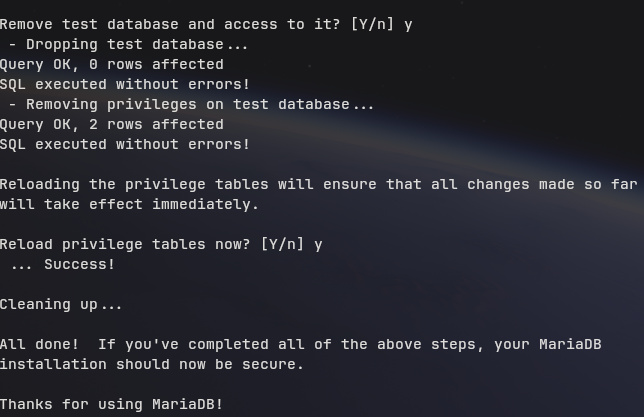 Remove test database and access to it? [Y/n] y
 - Dropping test database...
Query OK, 0 rows affected
SQL executed without errors!
 - Removing privileges on test database...
Query OK, 2 rows affected
SQL executed without errors!
Reloading the privilege tables will ensure that all changes made so far
will take effect immediately.
Reload privilege tables now? [Y/n] y
 ... Success!
Cleaning up...
All done!  If you've completed all of the above steps, your MariaDB
installation should now be secure.
Thanks for using MariaDB!